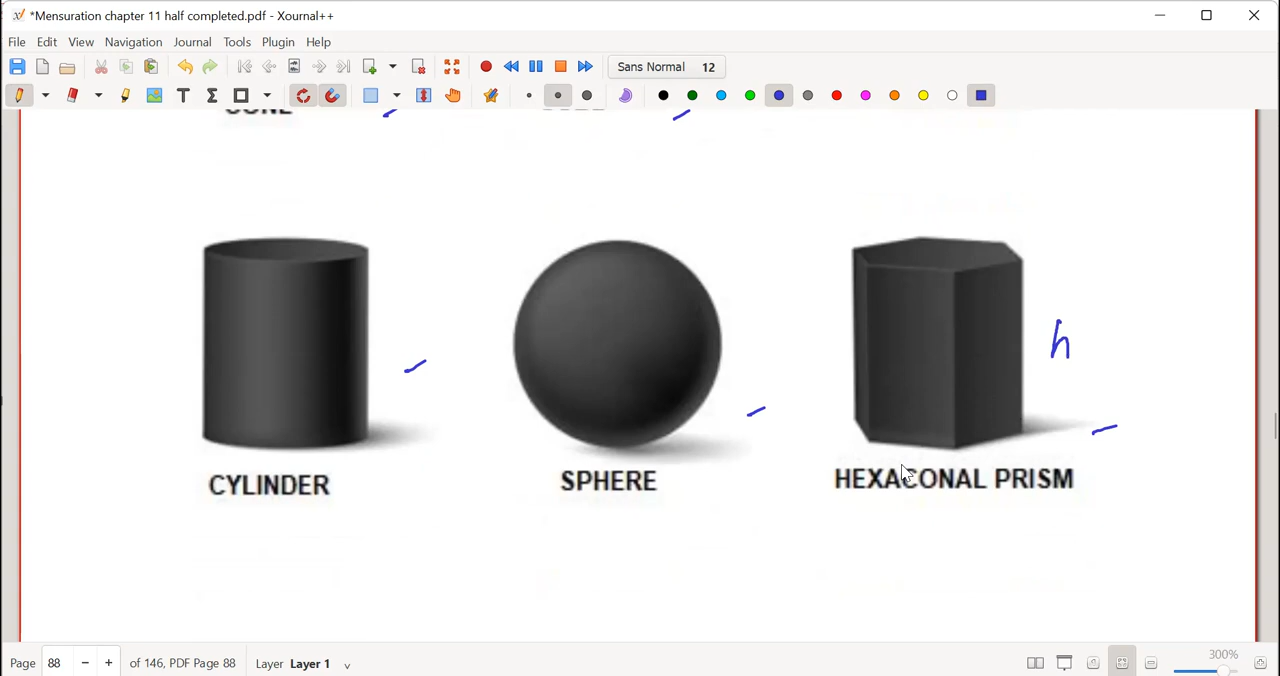 *Mensuration chapter 11 half completed.pdf - Xournal++
File Edit View Navigation Journal Tools Plugin Help
Sans Normal 12
h
CYLINDER
SPHERE
HEXACONAL PRISM
Page 88 of 146, PDF Page 88 Layer Layer 1
300%